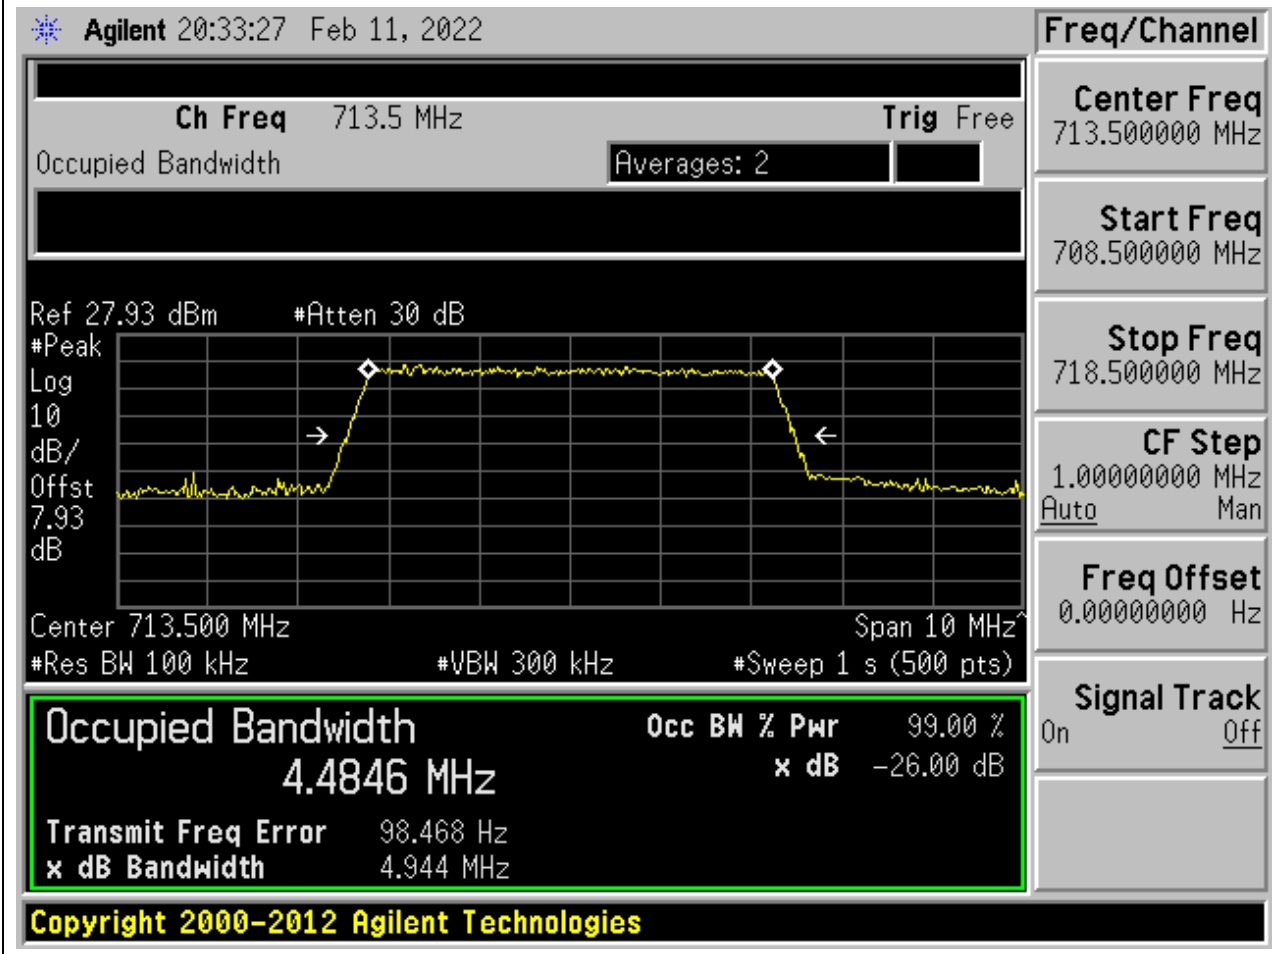 Agilent 20:33:27 Feb 11, 2022
Freq/Channel
Ch Freq 713.5 MHz Trig Free
Occupied Bandwidth Averages: 2
Center Freq
713.500000 MHz
Start Freq
708.500000 MHz
Stop Freq
718.500000 MHz
CF Step
1.00000000 MHz
Auto Man
Freq Offset
0.00000000 Hz
Signal Track
On Off
Ref 27.93 dBm #Atten 30 dB
#Peak
Log
10
dB/
Offst
7.93
dB
Center 713.500 MHz Span 10 MHz^
#Res BW 100 kHz #VBW 300 kHz #Sweep 1 s (500 pts)
Occupied Bandwidth
4.4846 MHz
Occ BW % Pwr 99.00 %
x dB -26.00 dB
Transmit Freq Error 98.468 Hz
x dB Bandwidth 4.944 MHz
Copyright 2000-2012 Agilent Technologies